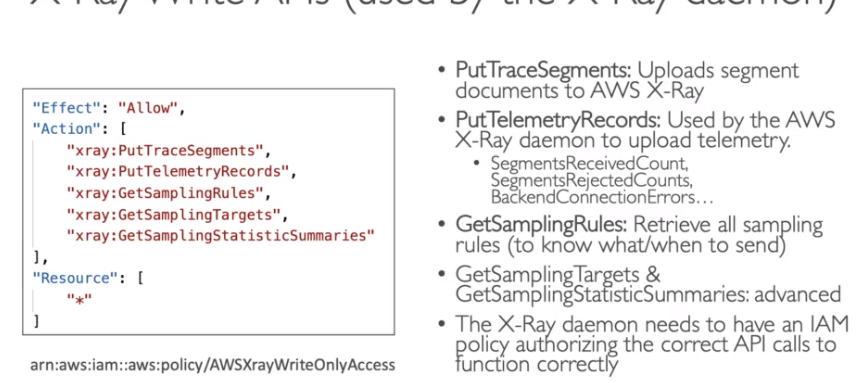 X-Ray Write APIs (used by the X-Ray daemon)
"Effect": "Allow",
"Action": [
"xray:PutTraceSegments",
"xray:PutTelemetryRecords",
"xray:GetSamplingRules",
"xray:GetSamplingTargets",
"xray:GetSamplingStatisticSummaries"
],
"Resource": [
"*"
]
arn:aws:iam::aws:policy/AWSXrayWriteOnlyAccess
• PutTraceSegments: Uploads segment
documents to AWS X-Ray
• PutTelemetryRecords: Used by the AWS
X-Ray daemon to upload telemetry.
• SegmentsReceivedCount,
SegmentsRejectedCounts,
BackendConnectionErrors…
• GetSamplingRules: Retrieve all sampling
rules (to know what/when to send)
• GetSamplingTargets &
GetSamplingStatisticSummaries: advanced
• The X-Ray daemon needs to have an IAM
policy authorizing the correct API calls to
function correctly